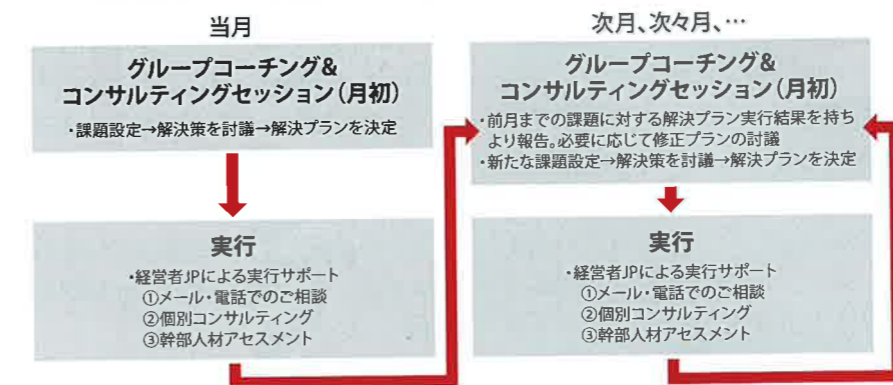 当月
グループコーチング&
コンサルティングセッション(月初)
・課題設定→解決策を討議→解決プランを決定
実行
・経営者JPによる実行サポート
①メール・電話でのご相談
②個別コンサルティング
③幹部人材アセスメント
次月、次々月、…
グループコーチング&
コンサルティングセッション(月初)
・前月までの課題に対する解決プラン実行結果を持ち
より報告。必要に応じて修正プランの討議
・新たな課題設定→解決策を討議→解決プランを決定
実行
・経営者JPによる実行サポート
①メール・電話でのご相談
②個別コンサルティング
③幹部人材アセスメント